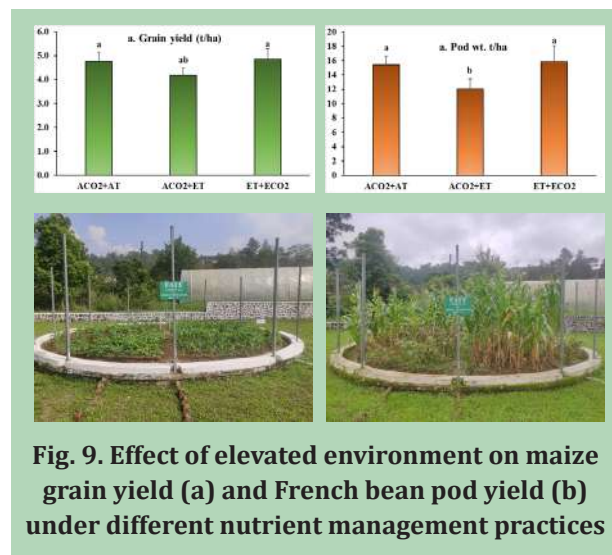 a. Grain yield (t/ha)
6.0
5.0
4.0
3.0
2.0
1.0
0.0
a
ab
a
ACO2+AT
ACO2+ET
ET+ECO2
a. Pod wt. t/ha
20
18
16
14
12
10
8
6
4
2
0
a
b
a
ACO2+AT
ACO2+ET
ET+ECO2
Fig. 9. Effect of elevated environment on maize
grain yield (a) and French bean pod yield (b)
under different nutrient management practices